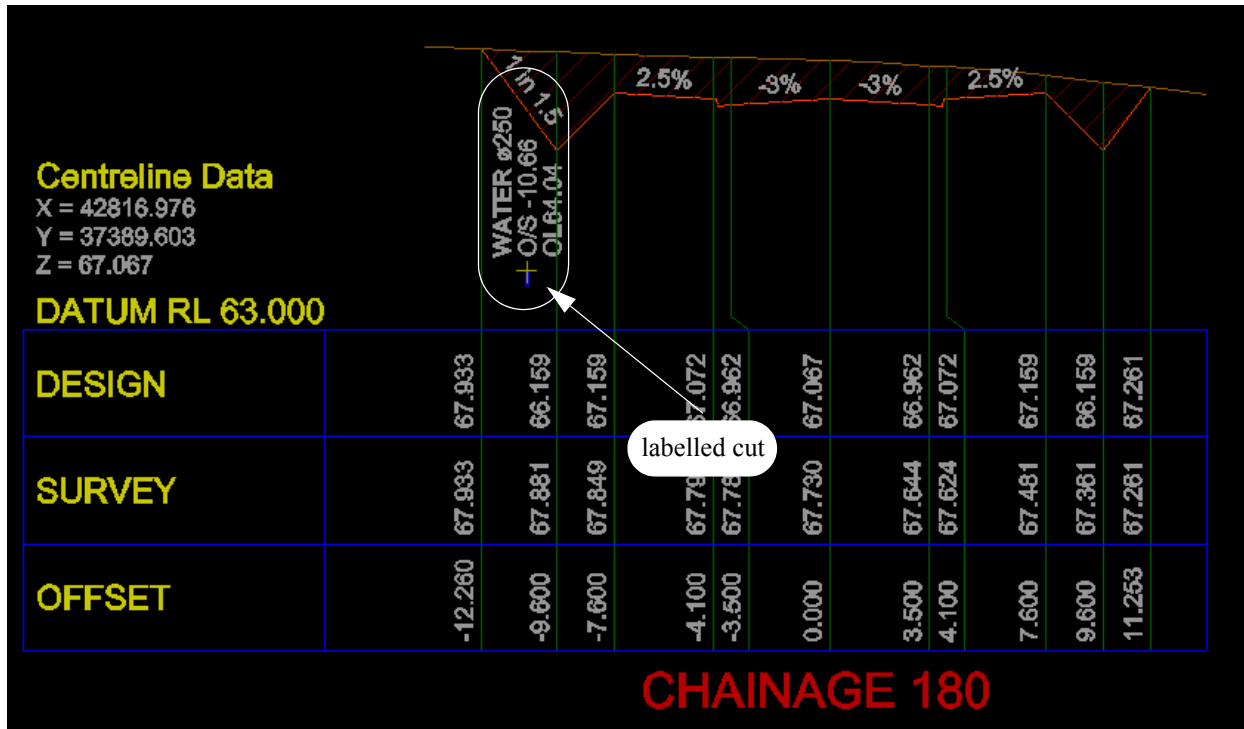 1 in 1.5
2.5%
-3%
-3%
2.5%
WATER ø250
O/S -10.66
OL64.04
Centreline Data
X = 42816.976
Y = 37389.603
Z = 67.067
DATUM RL 63.000
DESIGN 67.933 66.159 67.159 66.962 67.067 66.962 67.072 67.159 66.159 67.261
labelled cut
SURVEY 67.933 67.881 67.849 67.730 67.644 67.624 67.481 67.361 67.261
OFFSET -12.260 -9.600 -7.600 -4.100 -3.500 0.000 3.500 4.100 7.600 9.600 11.253
CHAINAGE 180